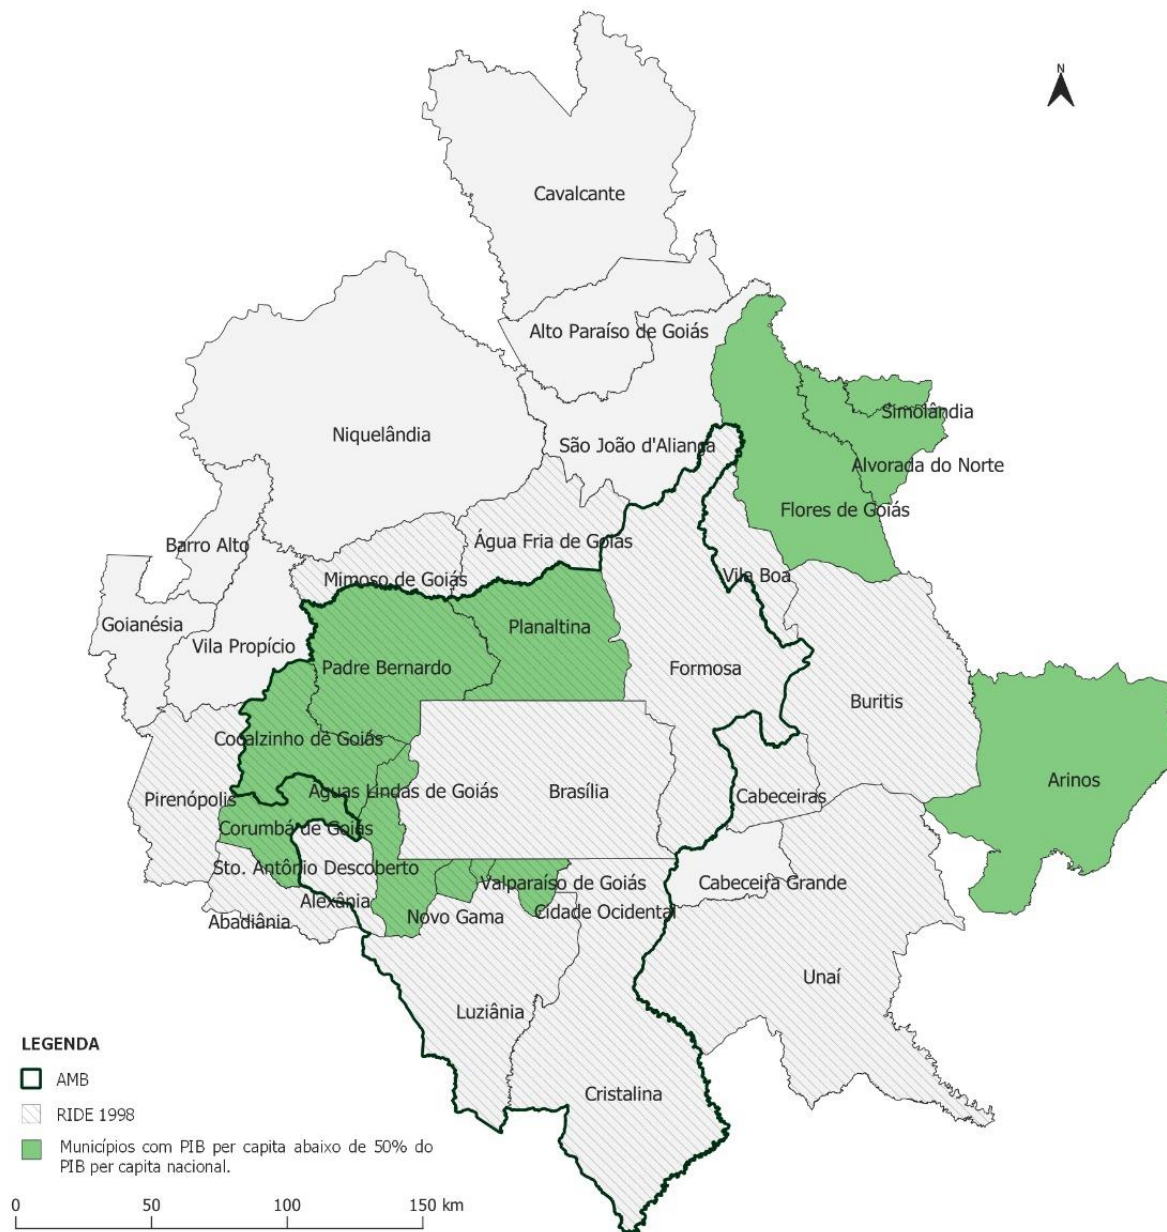 N
Cavalcante
Alto Paraíso de Goiás
Simolândia
Niquelândia
São João d'Aliança
Alvorada do Norte
Flores de Goiás
Barro Alto
Água Fria de Goiás
Mimoso de Goiás
Vila Boa
Goianésia
Planaltina
Vila Propício
Padre Bernardo
Formosa
Buritis
Cocalzinho de Goiás
Arinos
Pirenópolis
Águas Lindas de Goiás
Brasília
Cabeceiras
Corumbá de Goiás
Sto. Antônio Descoberto
Valparaíso de Goiás
Cabeceira Grande
Alexânia
Abadiânia
Novo Gama
Cidade Ocidental
Unaí
Luziânia
Cristalina
LEGENDA
AMB
RIDE 1998
Municípios com PIB per capita abaixo de 50% do
PIB per capita nacional.
0 50 100 150 km